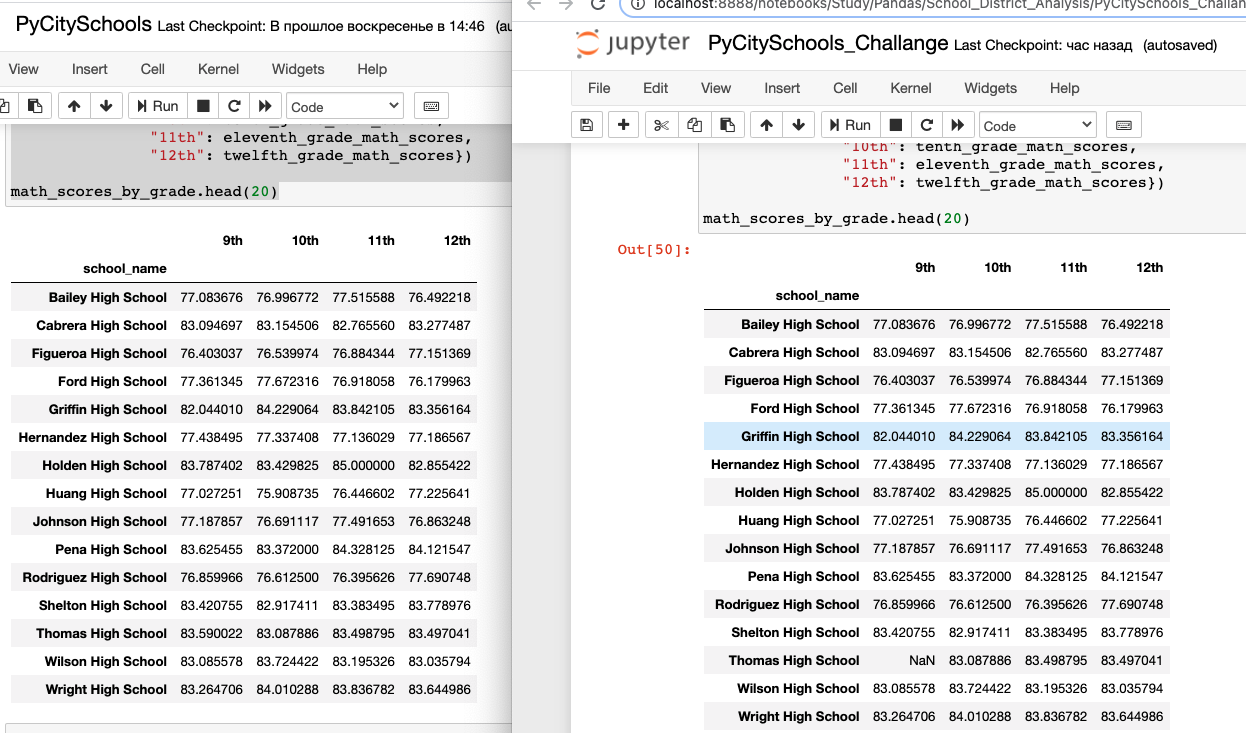 PyCitySchools Last Checkpoint: В прошлое воскресенье в 14:46 (au
View Insert Cell Kernel Widgets Help
Run Code
"11th": eleventh_grade_math_scores,
"12th": twelfth_grade_math_scores})
math_scores_by_grade.head(20)
9th 10th 11th 12th
school_name
Bailey High School 77.083676 76.996772 77.515588 76.492218
Cabrera High School 83.094697 83.154506 82.765560 83.277487
Figueroa High School 76.403037 76.539974 76.884344 77.151369
Ford High School 77.361345 77.672316 76.918058 76.179963
Griffin High School 82.044010 84.229064 83.842105 83.356164
Hernandez High School 77.438495 77.337408 77.136029 77.186567
Holden High School 83.787402 83.429825 85.000000 82.855422
Huang High School 77.027251 75.908735 76.446602 77.225641
Johnson High School 77.187857 76.691117 77.491653 76.863248
Pena High School 83.625455 83.372000 84.328125 84.121547
Rodriguez High School 76.859966 76.612500 76.395626 77.690748
Shelton High School 83.420755 82.917411 83.383495 83.778976
Thomas High School 83.590022 83.087886 83.498795 83.497041
Wilson High School 83.085578 83.724422 83.195326 83.035794
Wright High School 83.264706 84.010288 83.836782 83.644986
localhost:8888/notebooks/Study/Pandas/School_District_Analysis/PyCitySchools_Challan
jupyter PyCitySchools_Challange Last Checkpoint: час назад (autosaved)
File Edit View Insert Cell Kernel Widgets Help
Run Code
"10th": tenth_grade_math_scores,
"11th": eleventh_grade_math_scores,
"12th": twelfth_grade_math_scores})
math_scores_by_grade.head(20)
Out[50]:
9th 10th 11th 12th
school_name
Bailey High School 77.083676 76.996772 77.515588 76.492218
Cabrera High School 83.094697 83.154506 82.765560 83.277487
Figueroa High School 76.403037 76.539974 76.884344 77.151369
Ford High School 77.361345 77.672316 76.918058 76.179963
Griffin High School 82.044010 84.229064 83.842105 83.356164
Hernandez High School 77.438495 77.337408 77.136029 77.186567
Holden High School 83.787402 83.429825 85.000000 82.855422
Huang High School 77.027251 75.908735 76.446602 77.225641
Johnson High School 77.187857 76.691117 77.491653 76.863248
Pena High School 83.625455 83.372000 84.328125 84.121547
Rodriguez High School 76.859966 76.612500 76.395626 77.690748
Shelton High School 83.420755 82.917411 83.383495 83.778976
Thomas High School NaN 83.087886 83.498795 83.497041
Wilson High School 83.085578 83.724422 83.195326 83.035794
Wright High School 83.264706 84.010288 83.836782 83.644986